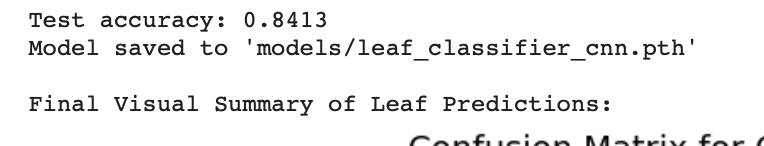 Test accuracy: 0.8413
Model saved to 'models/leaf_classifier_cnn.pth'
Final Visual Summary of Leaf Predictions:
Confusion Matrix for